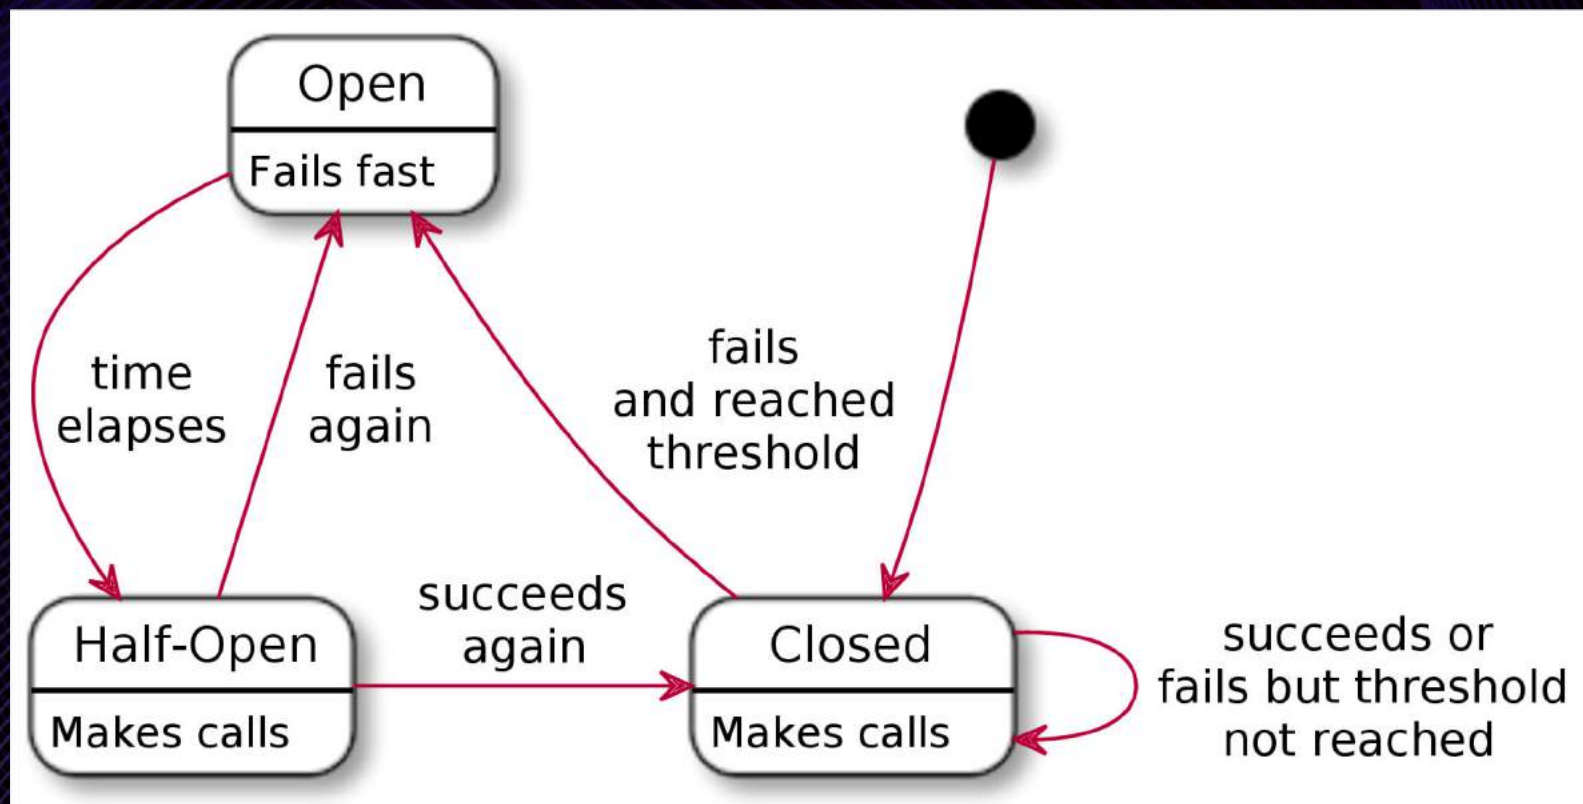 Open
Fails fast
time
elapses
fails
again
fails
and reached
threshold
succeeds
again
Half-Open
Makes calls
Closed
Makes calls
succeeds or
fails but threshold
not reached